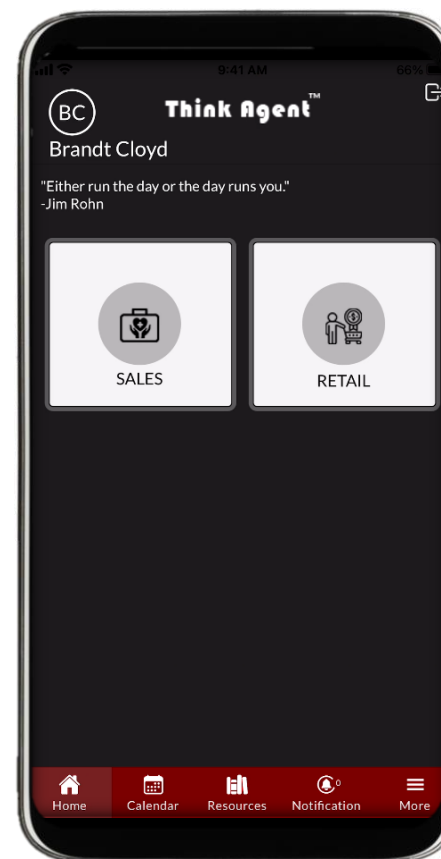 9:41 AM
66%
BC
Think Agent™
Brandt Cloyd
"Either run the day or the day runs you."
-Jim Rohn
SALES
RETAIL
Home
Calendar
Resources
0
Notification
More